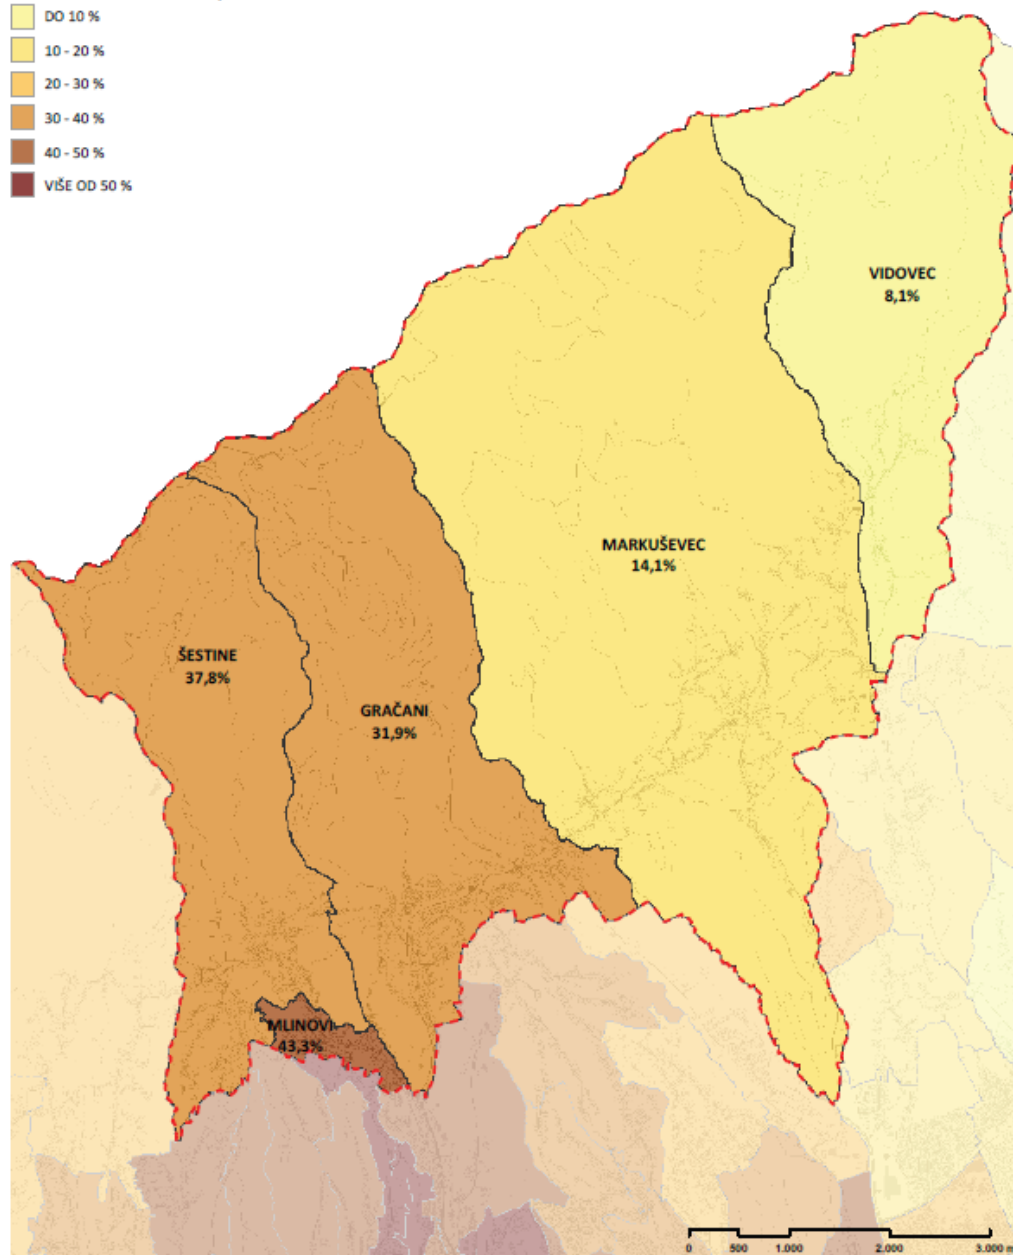 DO 10 %
10 - 20 %
20 - 30 %
30 - 40 %
40 - 50 %
VIŠE OD 50 %
VIDOVEC
8,1%
MARKUŠEVEC
14,1%
ŠESTINE
37,8%
GRAČANI
31,9%
MLINOVI
43,3%
0 500 1.000 2.000 3.000 m